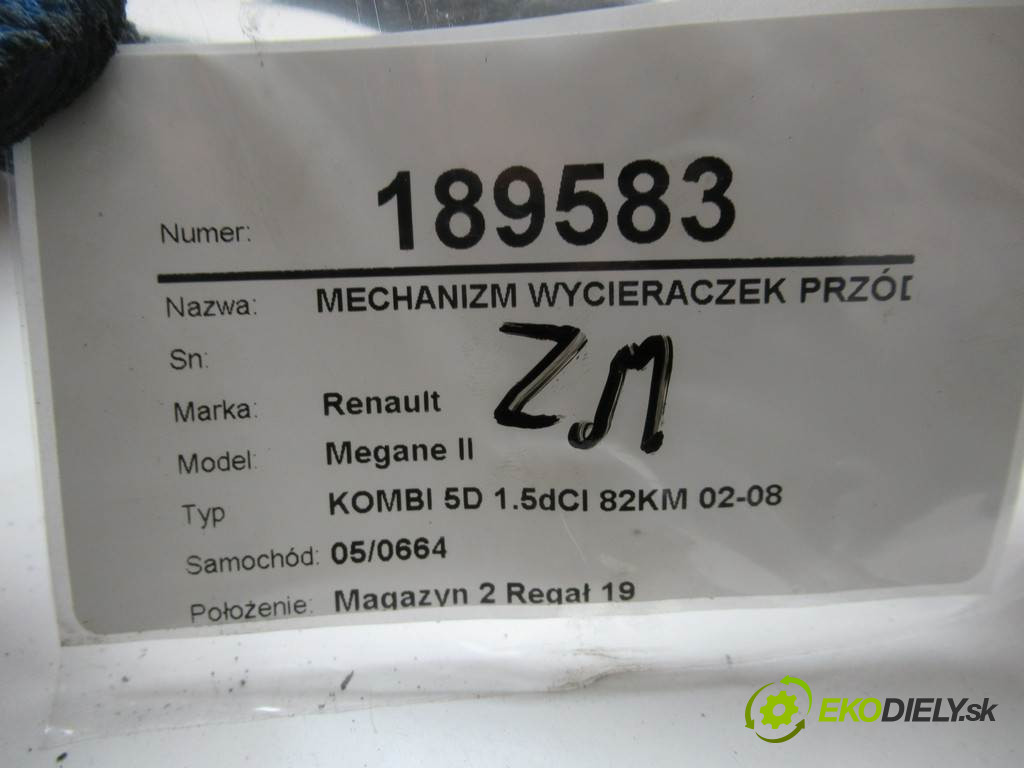 Numer: 189583
Nazwa: MECHANIZM WYCIERACZEK PRZÓD
Sn:
ZM
Marka: Renault
Model: Megane II
Typ KOMBI 5D 1.5dCI 82KM 02-08
Samochód: 05/0664
Położenie: Magazyn 2 Regał 19
EKODIELY.sk